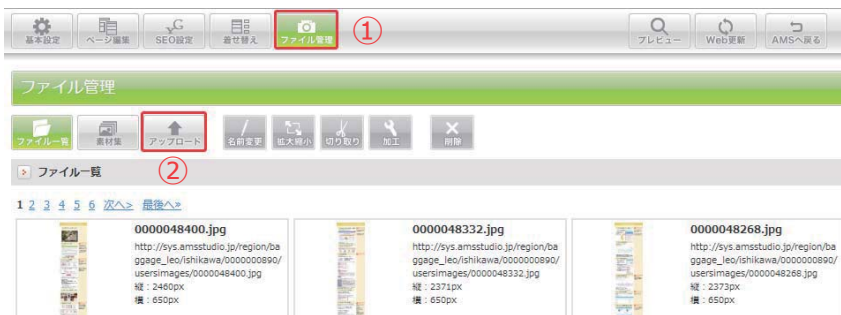 基本設定 ページ編集 SEO設定 着せ替え ファイル管理 ① プレビュー Web更新 AMSへ戻る
ファイル管理
ファイル一覧 素材集 アップロード 名前変更 拡大縮小 切り取り 加工 削除
ファイル一覧 ②
1 2 3 4 5 6 次へ> 最後へ»
0000048400.jpg
http://sys.amsstudio.jp/region/ba
ggage_leo/ishikawa/0000000890/
usersimages/0000048400.jpg
縦：2460px
横：650px
0000048332.jpg
http://sys.amsstudio.jp/region/ba
ggage_leo/ishikawa/0000000890/
usersimages/0000048332.jpg
縦：2371px
横：650px
0000048268.jpg
http://sys.amsstudio.jp/region/ba
ggage_leo/ishikawa/0000000890/
usersimages/0000048268.jpg
縦：2373px
横：650px